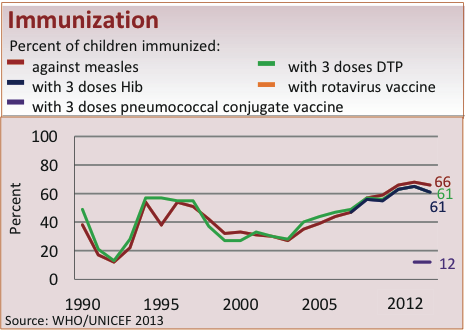 Immunization
Percent of children immunized:
against measles
with 3 doses DTP
with 3 doses Hib
with rotavirus vaccine
with 3 doses pneumococcal conjugate vaccine
100
80
60
40
20
0
Percent
66
61
61
12
1990 1995 2000 2005 2012
Source: WHO/UNICEF 2013